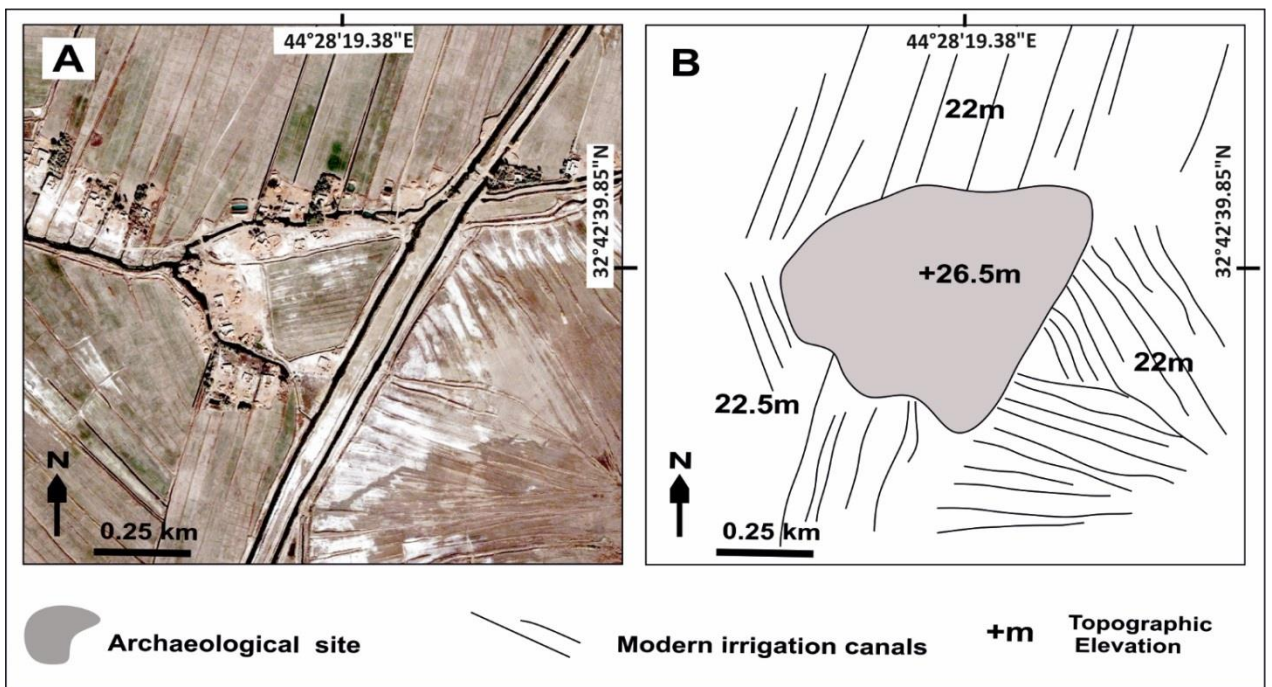 A
44°28'19.38"E
32°42'39.85"N
N
0.25 km
B
44°28'19.38"E
22m
32°42'39.85"N
+26.5m
22m
22.5m
N
0.25 km
Archaeological site
Modern irrigation canals
+m
Topographic
Elevation